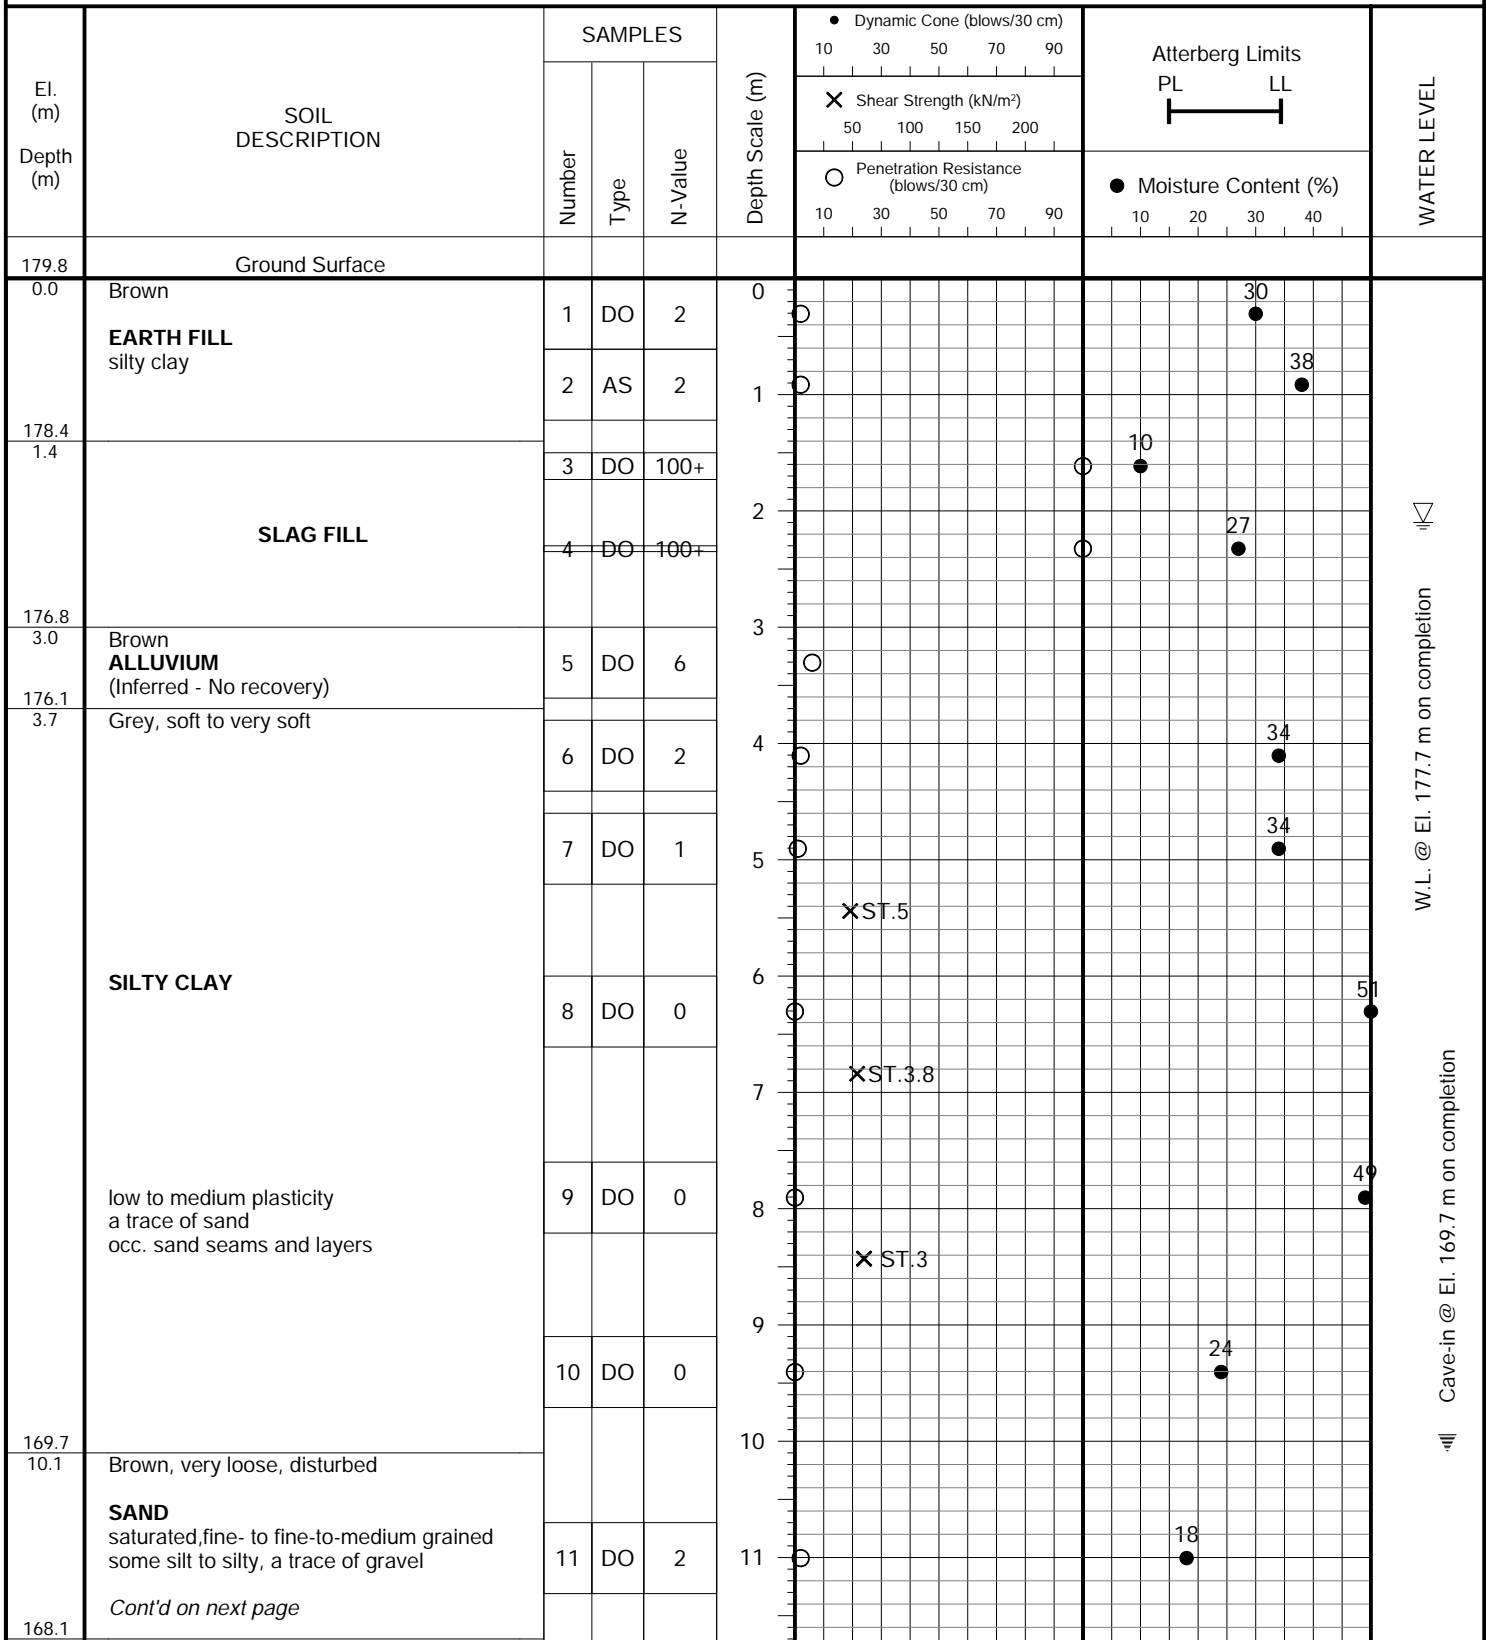 El.
(m)
Depth
(m)
SOIL
DESCRIPTION
SAMPLES
Number
Type
N-Value
Depth Scale (m)
Dynamic Cone (blows/30 cm)
10 30 50 70 90
Shear Strength (kN/m²)
50 100 150 200
Penetration Resistance
(blows/30 cm)
10 30 50 70 90
Atterberg Limits
PL LL
Moisture Content (%)
10 20 30 40
WATER LEVEL
179.8 Ground Surface
0.0 Brown
EARTH FILL
silty clay
1 DO 2
2 AS 2
178.4
1.4
3 DO 100+
SLAG FILL
4 DO 100+
176.8
3.0 Brown
ALLUVIUM
(Inferred - No recovery)
5 DO 6
176.1
3.7 Grey, soft to very soft
6 DO 2
7 DO 1
SILTY CLAY
8 DO 0
low to medium plasticity
a trace of sand
occ. sand seams and layers
9 DO 0
10 DO 0
169.7
10.1 Brown, very loose, disturbed
SAND
saturated,fine- to fine-to-medium grained
some silt to silty, a trace of gravel
11 DO 2
Cont'd on next page
168.1
0
1
2
3
4
5
6
7
8
9
10
11
ST.5
ST.3.8
ST.3
30
38
10
27
34
34
51
49
24
18
W.L. @ El. 177.7 m on completion
Cave-in @ El. 169.7 m on completion